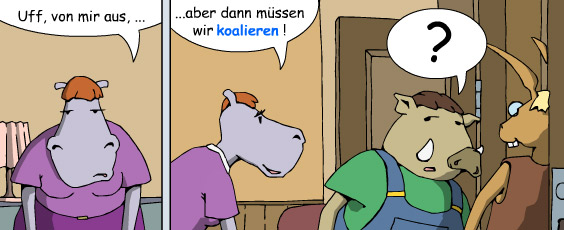 Uff, von mir aus, ...
...aber dann müssen
wir koalieren !
?